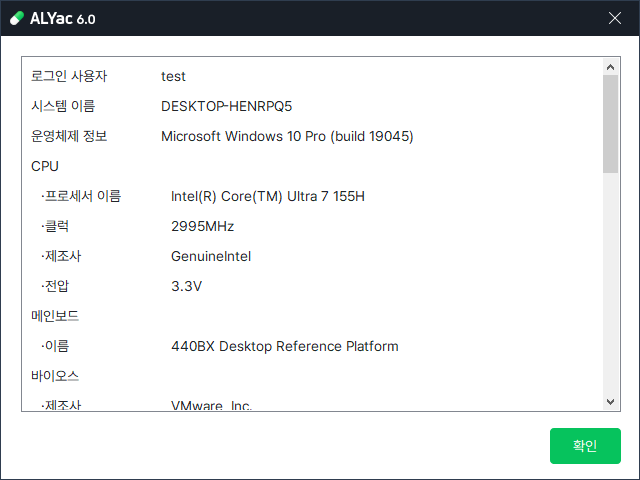 ALYac 6.0
로그인 사용자 test
시스템 이름 DESKTOP-HENRPQ5
운영체제 정보 Microsoft Windows 10 Pro (build 19045)
CPU
·프로세서 이름 Intel(R) Core(TM) Ultra 7 155H
·클럭 2995MHz
·제조사 GenuineIntel
·전압 3.3V
메인보드
·이름 440BX Desktop Reference Platform
바이오스
·제조사 VMware, Inc.
확인